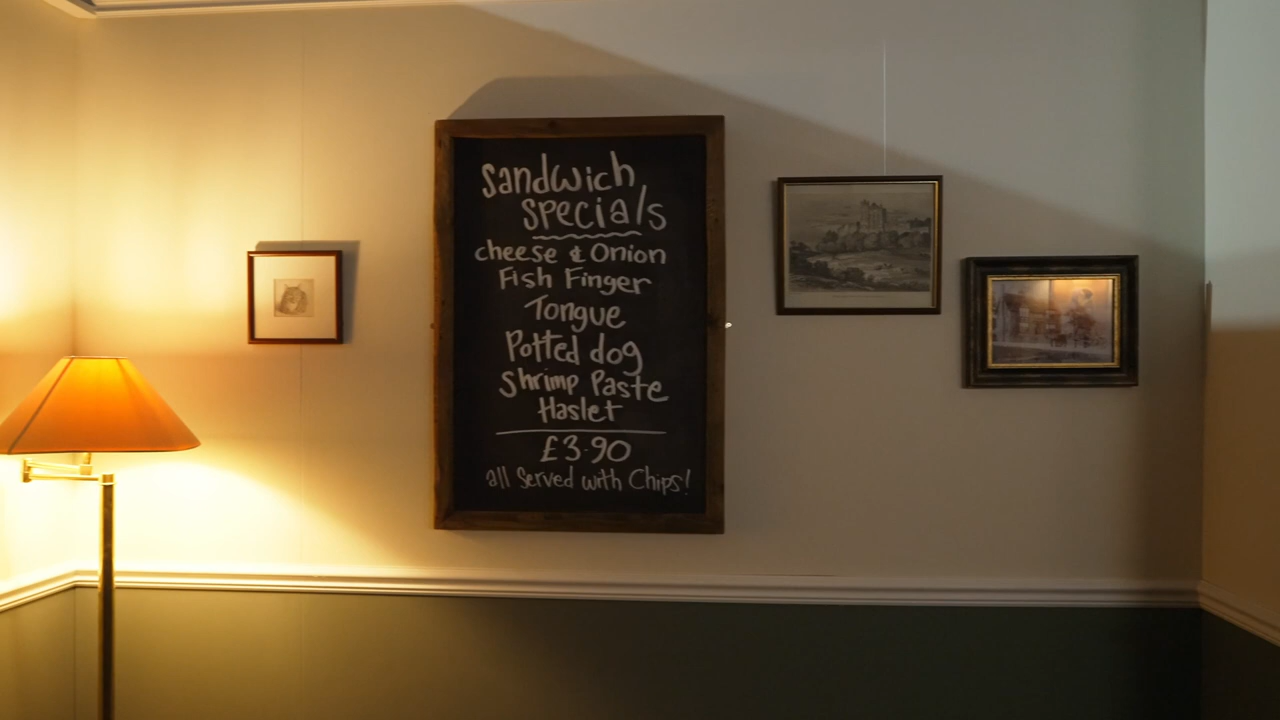 Sandwich
Specials
cheese & Onion
Fish Finger
Tongue
Potted dog
Shrimp Paste
Haslet
£3.90
all Served with Chips!